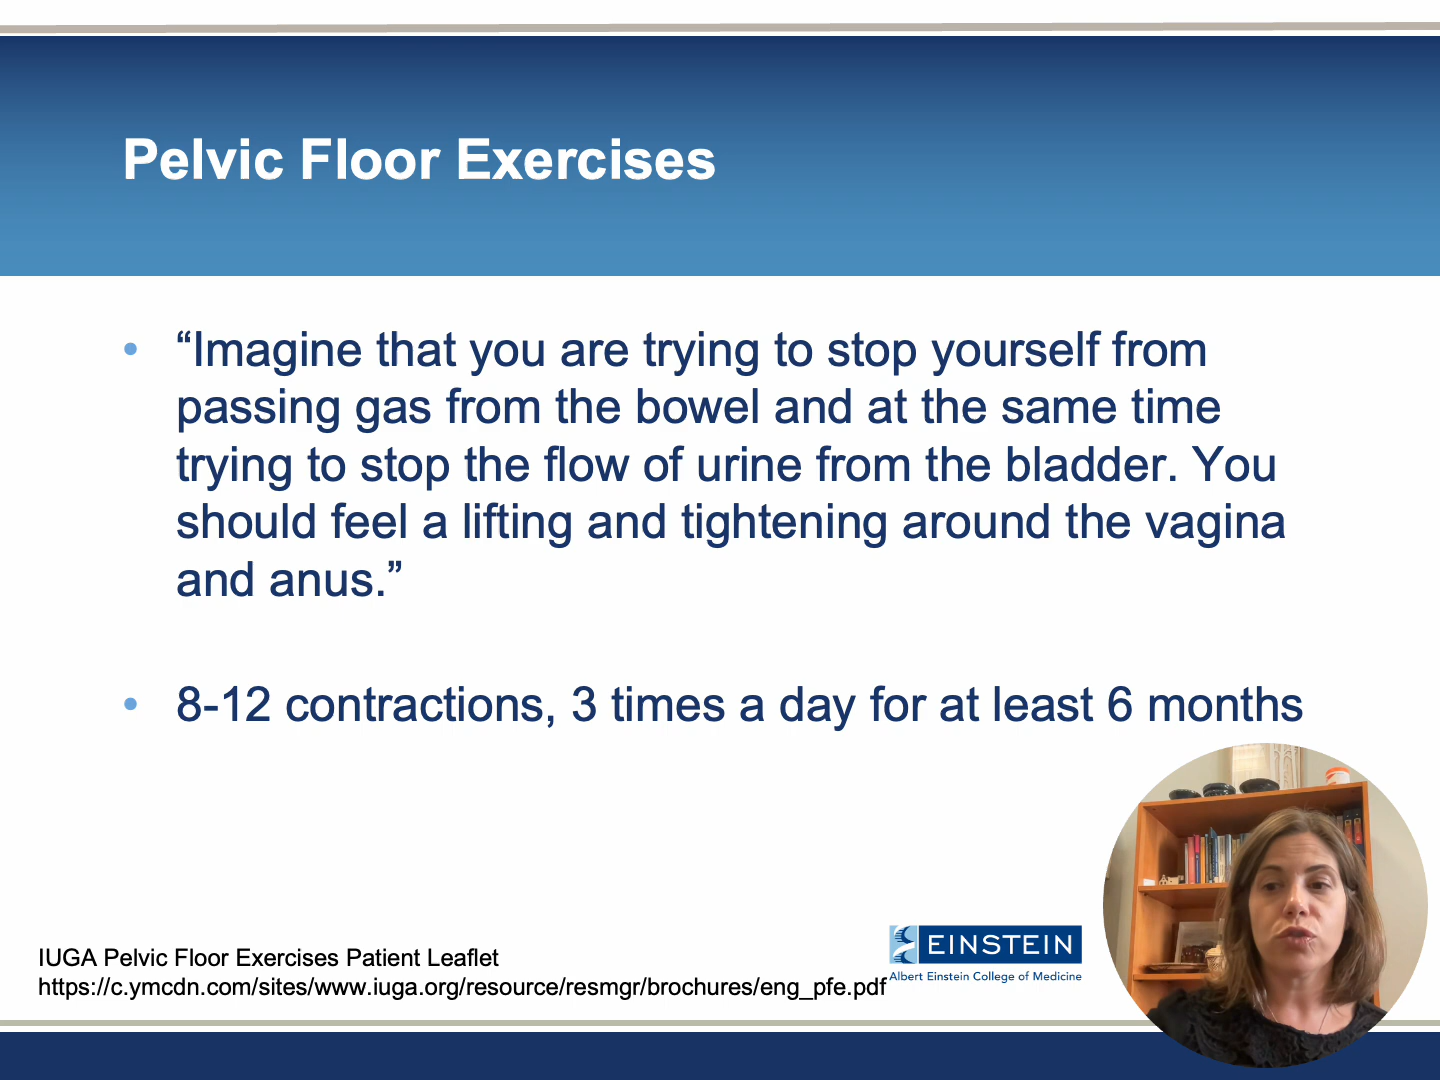 Pelvic Floor Exercises
• “Imagine that you are trying to stop yourself from
passing gas from the bowel and at the same time
trying to stop the flow of urine from the bladder. You
should feel a lifting and tightening around the vagina
and anus.”
• 8-12 contractions, 3 times a day for at least 6 months
IUGA Pelvic Floor Exercises Patient Leaflet
https://c.ymcdn.com/sites/www.iuga.org/resource/resmgr/brochures/eng_pfe.pdf
EINSTEIN
Albert Einstein College of Medicine